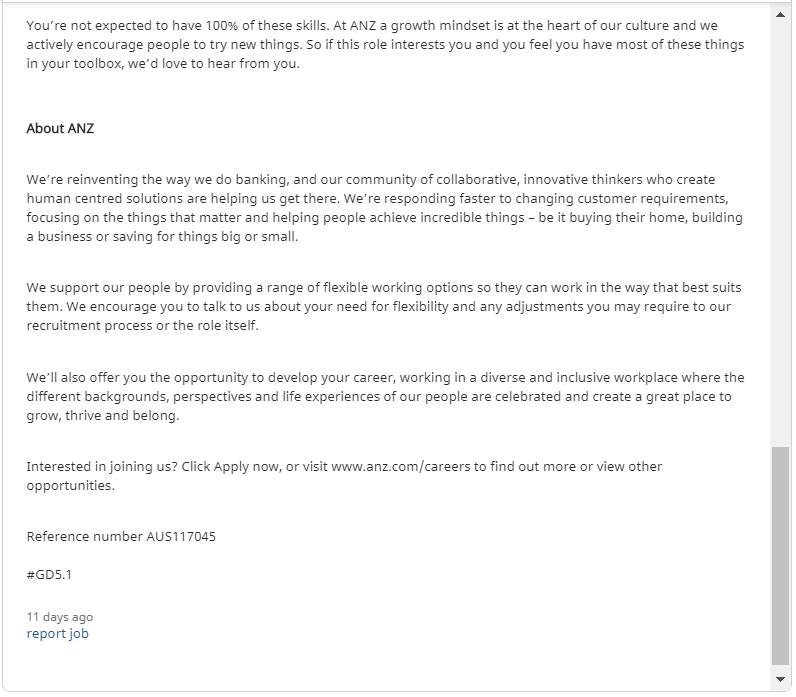 You’re not expected to have 100% of these skills. At ANZ a growth mindset is at the heart of our culture and we
actively encourage people to try new things. So if this role interests you and you feel you have most of these things
in your toolbox, we’d love to hear from you.
About ANZ
We’re reinventing the way we do banking, and our community of collaborative, innovative thinkers who create
human centred solutions are helping us get there. We’re responding faster to changing customer requirements,
focusing on the things that matter and helping people achieve incredible things – be it buying their home, building
a business or saving for things big or small.
We support our people by providing a range of flexible working options so they can work in the way that best suits
them. We encourage you to talk to us about your need for flexibility and any adjustments you may require to our
recruitment process or the role itself.
We’ll also offer you the opportunity to develop your career, working in a diverse and inclusive workplace where the
different backgrounds, perspectives and life experiences of our people are celebrated and create a great place to
grow, thrive and belong.
Interested in joining us? Click Apply now, or visit www.anz.com/careers to find out more or view other
opportunities.
Reference number AUS117045
#GD5.1
11 days ago
report job